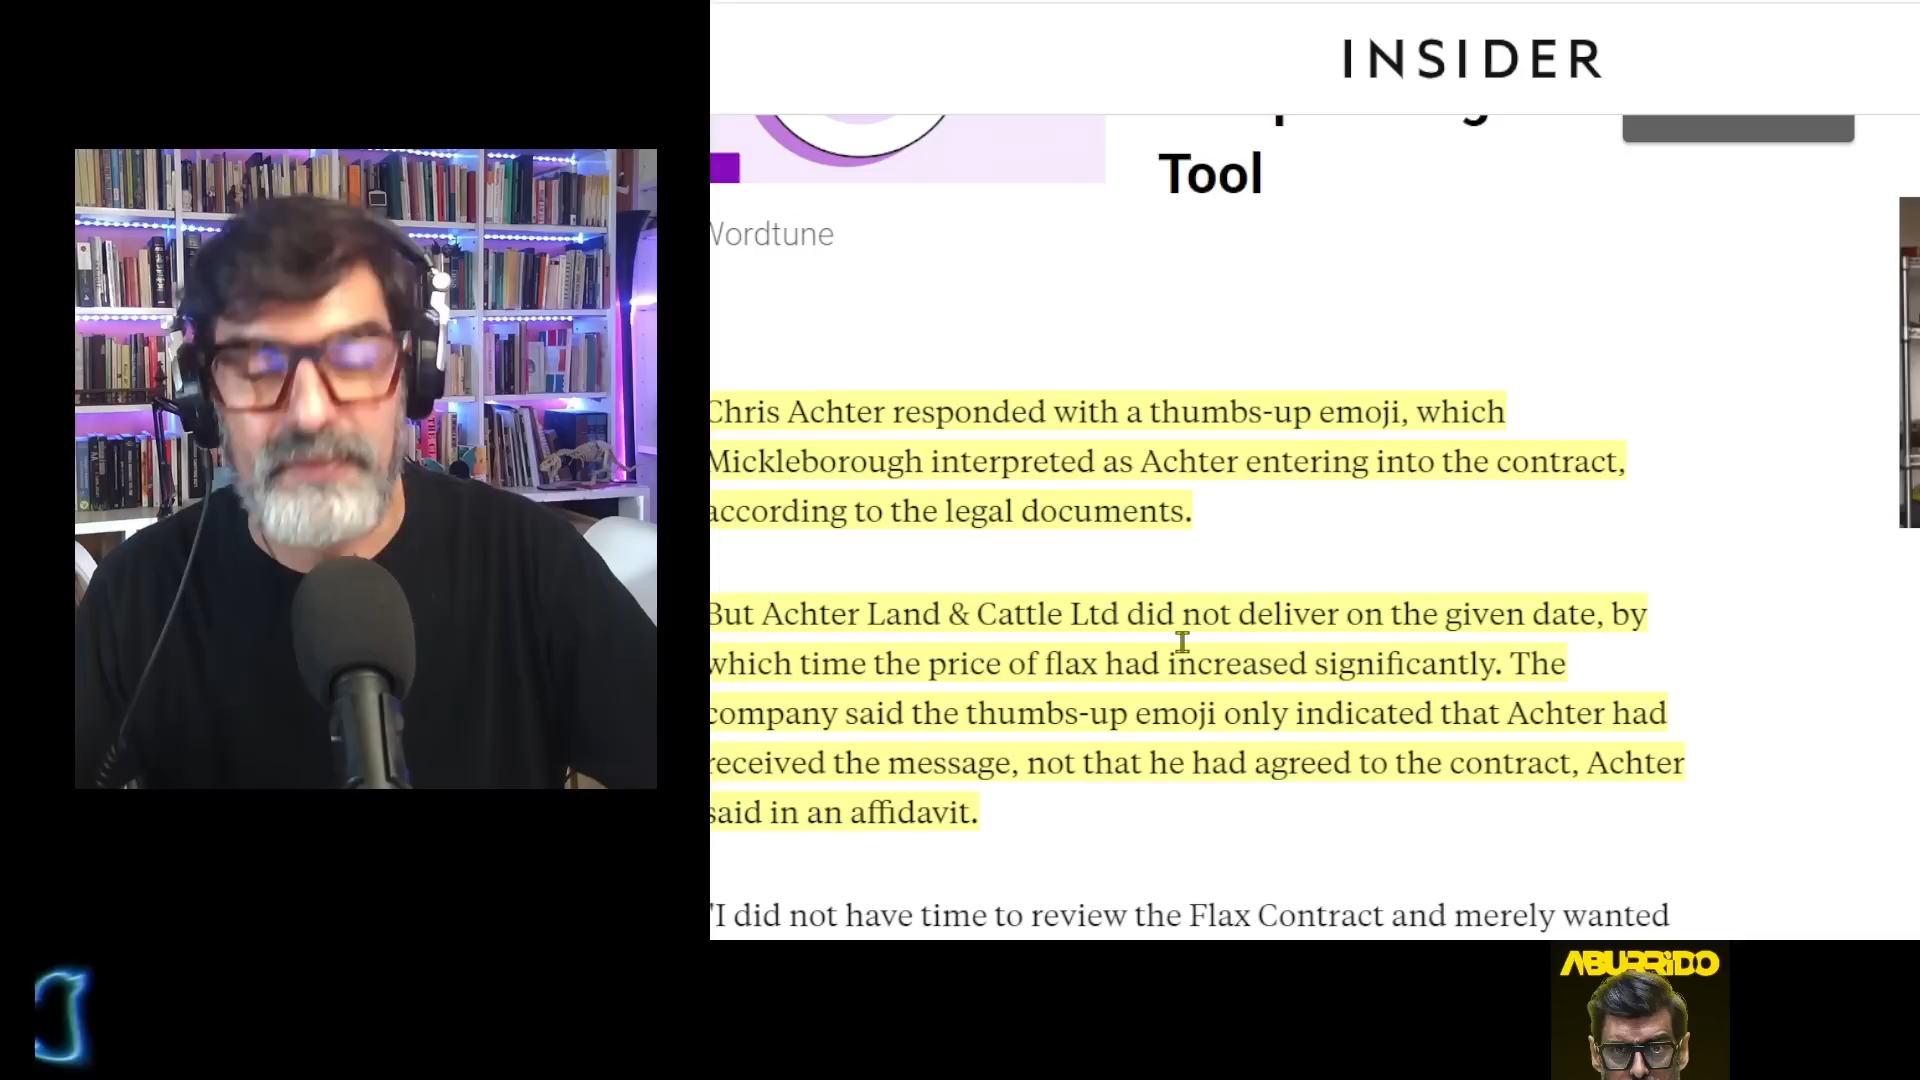 INSIDER
Tool
Wordtune
Chris Achter responded with a thumbs-up emoji, which
Mickleborough interpreted as Achter entering into the contract,
according to the legal documents.
But Achter Land & Cattle Ltd did not deliver on the given date, by
which time the price of flax had increased significantly. The
company said the thumbs-up emoji only indicated that Achter had
received the message, not that he had agreed to the contract, Achter
said in an affidavit.
"I did not have time to review the Flax Contract and merely wanted
ABURRiDO